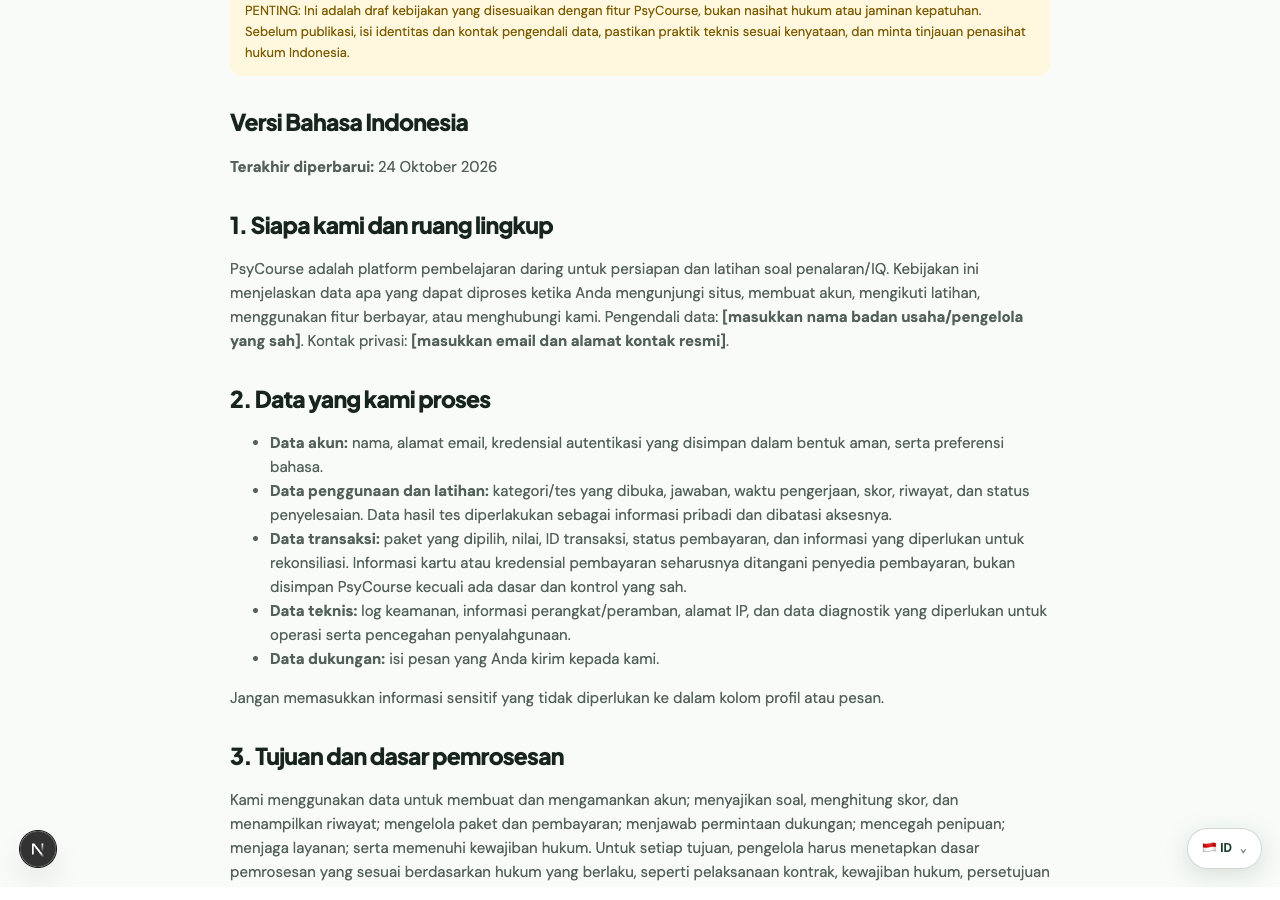 PENTING: Ini adalah draf kebijakan yang disesuaikan dengan fitur PsyCourse, bukan nasihat hukum atau jaminan kepatuhan.
Sebelum publikasi, isi identitas dan kontak pengendali data, pastikan praktik teknis sesuai kenyataan, dan minta tinjauan penasihat
hukum Indonesia.
Versi Bahasa Indonesia
Terakhir diperbarui: 24 Oktober 2026
1. Siapa kami dan ruang lingkup
PsyCourse adalah platform pembelajaran daring untuk persiapan dan latihan soal penalaran/IQ. Kebijakan ini
menjelaskan data apa yang dapat diproses ketika Anda mengunjungi situs, membuat akun, mengikuti latihan,
menggunakan fitur berbayar, atau menghubungi kami. Pengendali data: [masukkan nama badan usaha/pengelola
yang sah]. Kontak privasi: [masukkan email dan alamat kontak resmi].
2. Data yang kami proses
• Data akun: nama, alamat email, kredensial autentikasi yang disimpan dalam bentuk aman, serta preferensi
bahasa.
• Data penggunaan dan latihan: kategori/tes yang dibuka, jawaban, waktu pengerjaan, skor, riwayat, dan status
penyelesaian. Data hasil tes diperlakukan sebagai informasi pribadi dan dibatasi aksesnya.
• Data transaksi: paket yang dipilih, nilai, ID transaksi, status pembayaran, dan informasi yang diperlukan untuk
rekonsiliasi. Informasi kartu atau kredensial pembayaran seharusnya ditangani penyedia pembayaran, bukan
disimpan PsyCourse kecuali ada dasar dan kontrol yang sah.
• Data teknis: log keamanan, informasi perangkat/peramban, alamat IP, dan data diagnostik yang diperlukan untuk
operasi serta pencegahan penyalahgunaan.
• Data dukungan: isi pesan yang Anda kirim kepada kami.
Jangan memasukkan informasi sensitif yang tidak diperlukan ke dalam kolom profil atau pesan.
3. Tujuan dan dasar pemrosesan
Kami menggunakan data untuk membuat dan mengamankan akun; menyajikan soal, menghitung skor, dan
menampilkan riwayat; mengelola paket dan pembayaran; menjawab permintaan dukungan; mencegah penipuan;
menjaga layanan; serta memenuhi kewajiban hukum. Untuk setiap tujuan, pengelola harus menetapkan dasar
pemrosesan yang sesuai berdasarkan hukum yang berlaku, seperti pelaksanaan kontrak, kewajiban hukum, persetujuan
N
ID